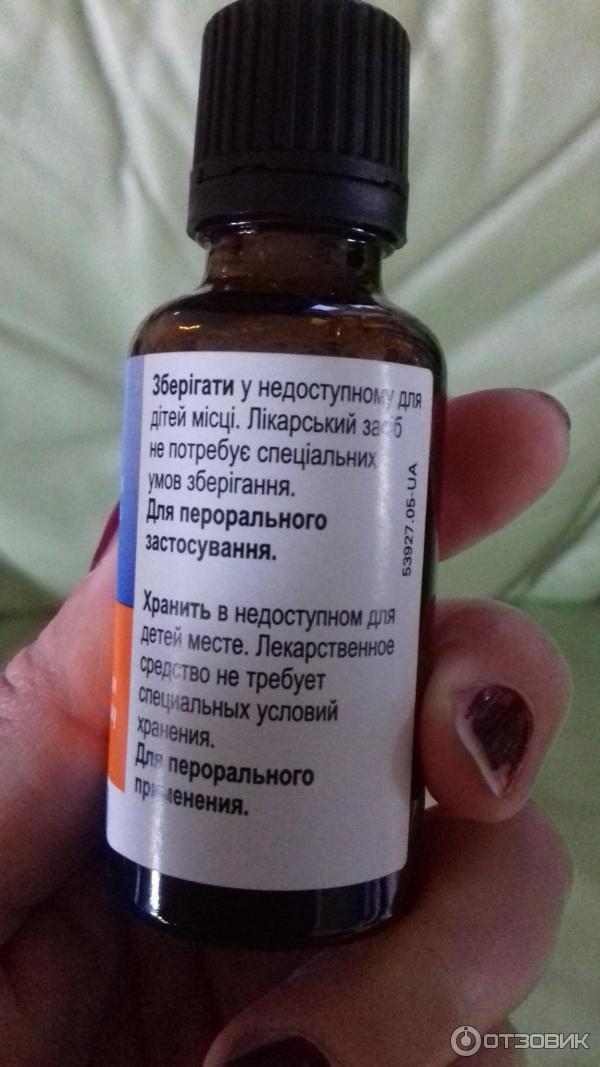 Зберігати у недоступному для
дітей місці. Лікарський засіб
не потребує спеціальних
умов зберігання.
Для перорального
застосування.
Хранить в недоступном для
детей месте. Лекарственное
средство не требует
специальных условий
хранения.
Для перорального
применения.
53927.05-UA
ОТЗОВИК